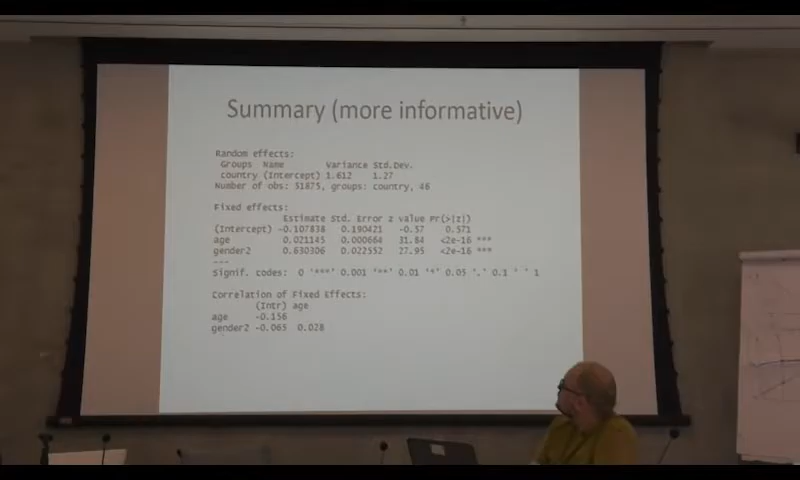 Summary (more informative)
Random effects:
Groups Name Variance Std.Dev.
country (Intercept) 1.612 1.27
Number of obs: 51875, groups: country, 46
Fixed effects:
Estimate Std. Error z value Pr(>|z|)
(Intercept) -0.107838 0.190421 -0.57 0.571
age 0.021145 0.000664 31.84 <2e-16 ***
gender2 0.630306 0.022552 27.95 <2e-16 ***
---
Signif. codes: 0 '***' 0.001 '**' 0.01 '*' 0.05 '.' 0.1 ' ' 1
Correlation of Fixed Effects:
(Intr) age
age -0.156
gender2 -0.065 0.028